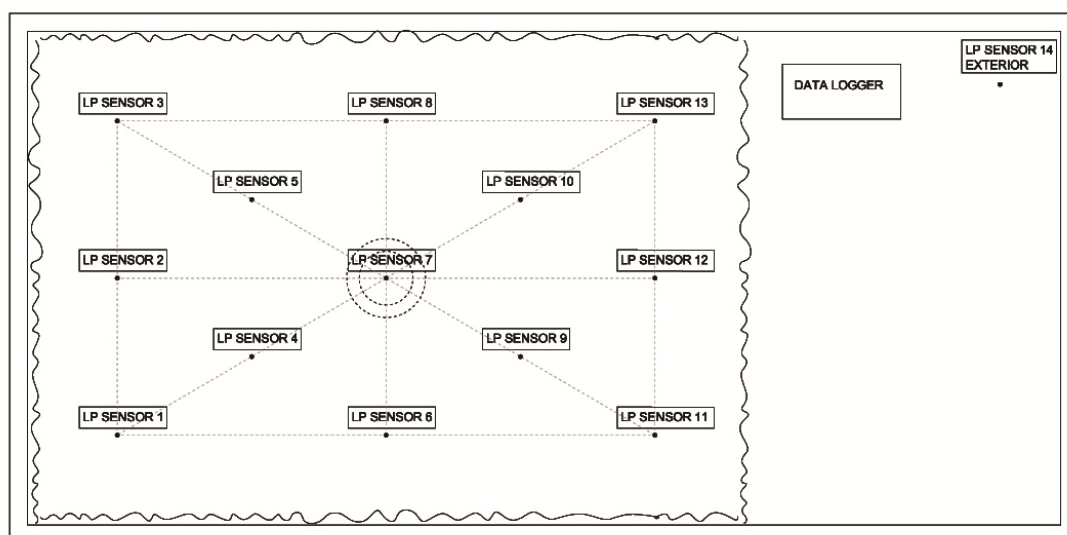 LP SENSOR 14
EXTERIOR
DATA LOGGER
LP SENSOR 3
LP SENSOR 8
LP SENSOR 13
LP SENSOR 5
LP SENSOR 10
LP SENSOR 2
LP SENSOR 7
LP SENSOR 12
LP SENSOR 4
LP SENSOR 9
LP SENSOR 1
LP SENSOR 6
LP SENSOR 11